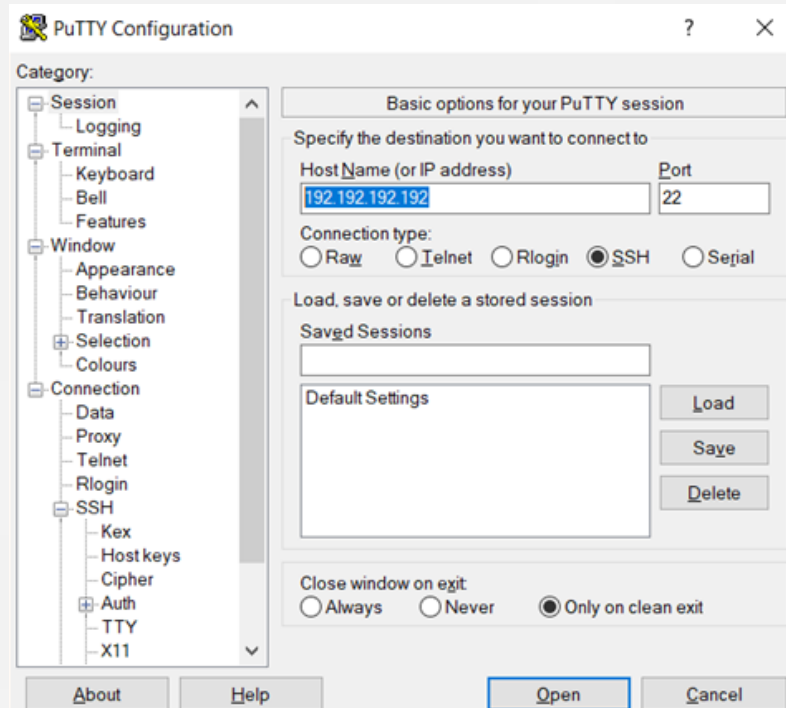 PuTTY Configuration
Category:
Session
Logging
Terminal
Keyboard
Bell
Features
Window
Appearance
Behaviour
Translation
Selection
Colours
Connection
Data
Proxy
Telnet
Rlogin
SSH
Kex
Host keys
Cipher
Auth
TTY
X11
Basic options for your PuTTY session
Specify the destination you want to connect to
Host Name (or IP address) Port
192.192.192.192 22
Connection type:
Raw Telnet Rlogin SSH Serial
Load, save or delete a stored session
Saved Sessions
Default Settings
Load
Save
Delete
Close window on exit:
Always Never Only on clean exit
About Help Open Cancel